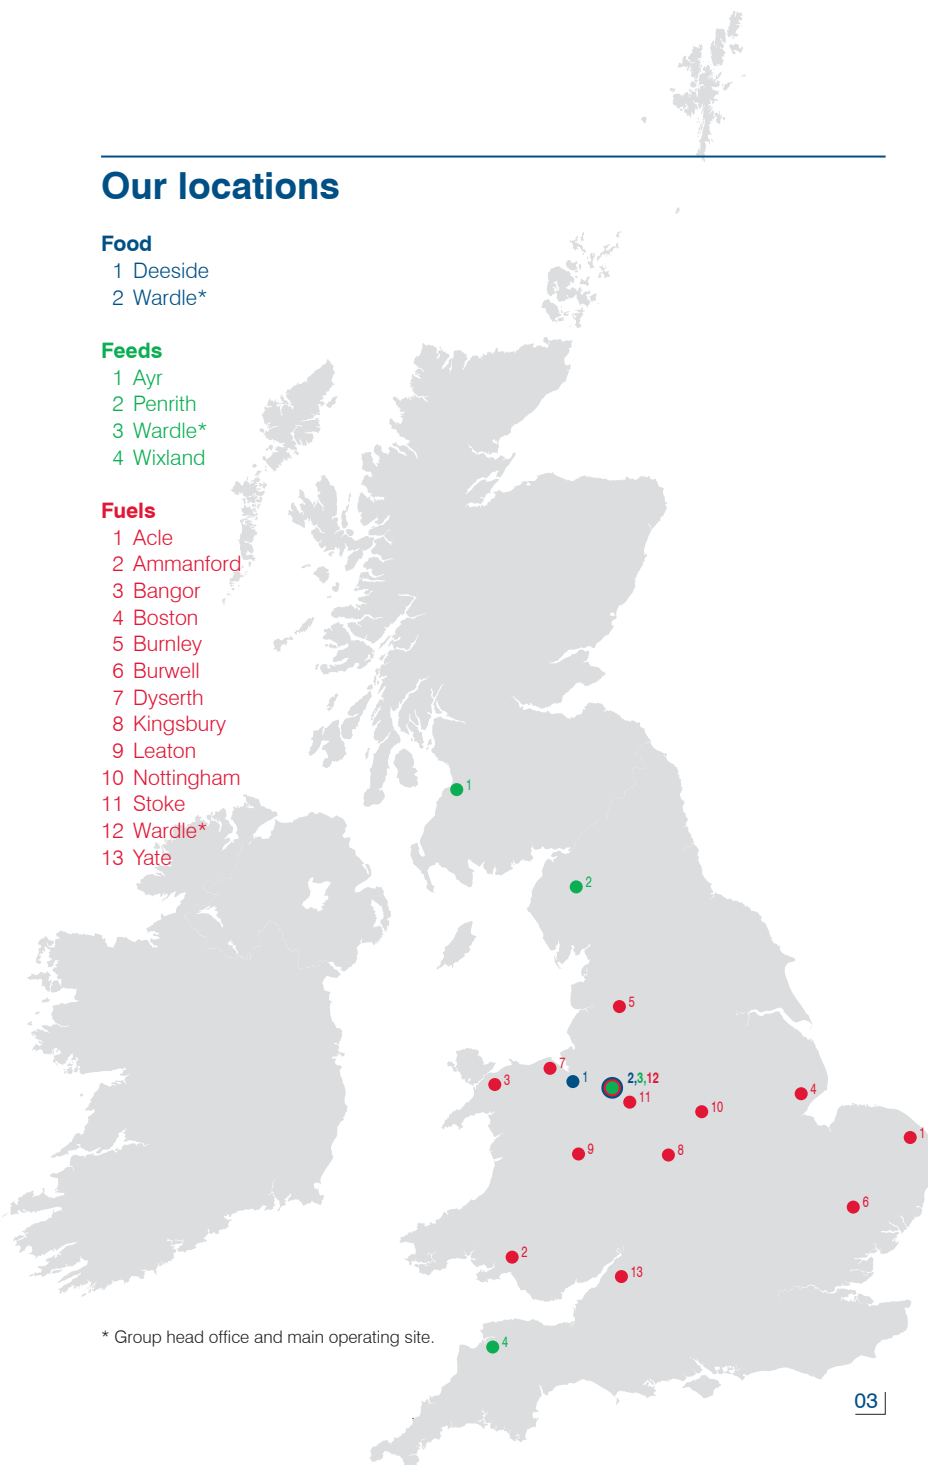 Our locations
Food
1 Deeside
2 Wardle*
Feeds
1 Ayr
2 Penrith
3 Wardle*
4 Wixland
Fuels
1 Acle
2 Ammanford
3 Bangor
4 Boston
5 Burnley
6 Burwell
7 Dyserth
8 Kingsbury
9 Leaton
10 Nottingham
11 Stoke
12 Wardle*
13 Yate
1
2
5
7
1
2,3,12
3
11
4
10
1
9
8
6
2
13
4
* Group head office and main operating site.
03